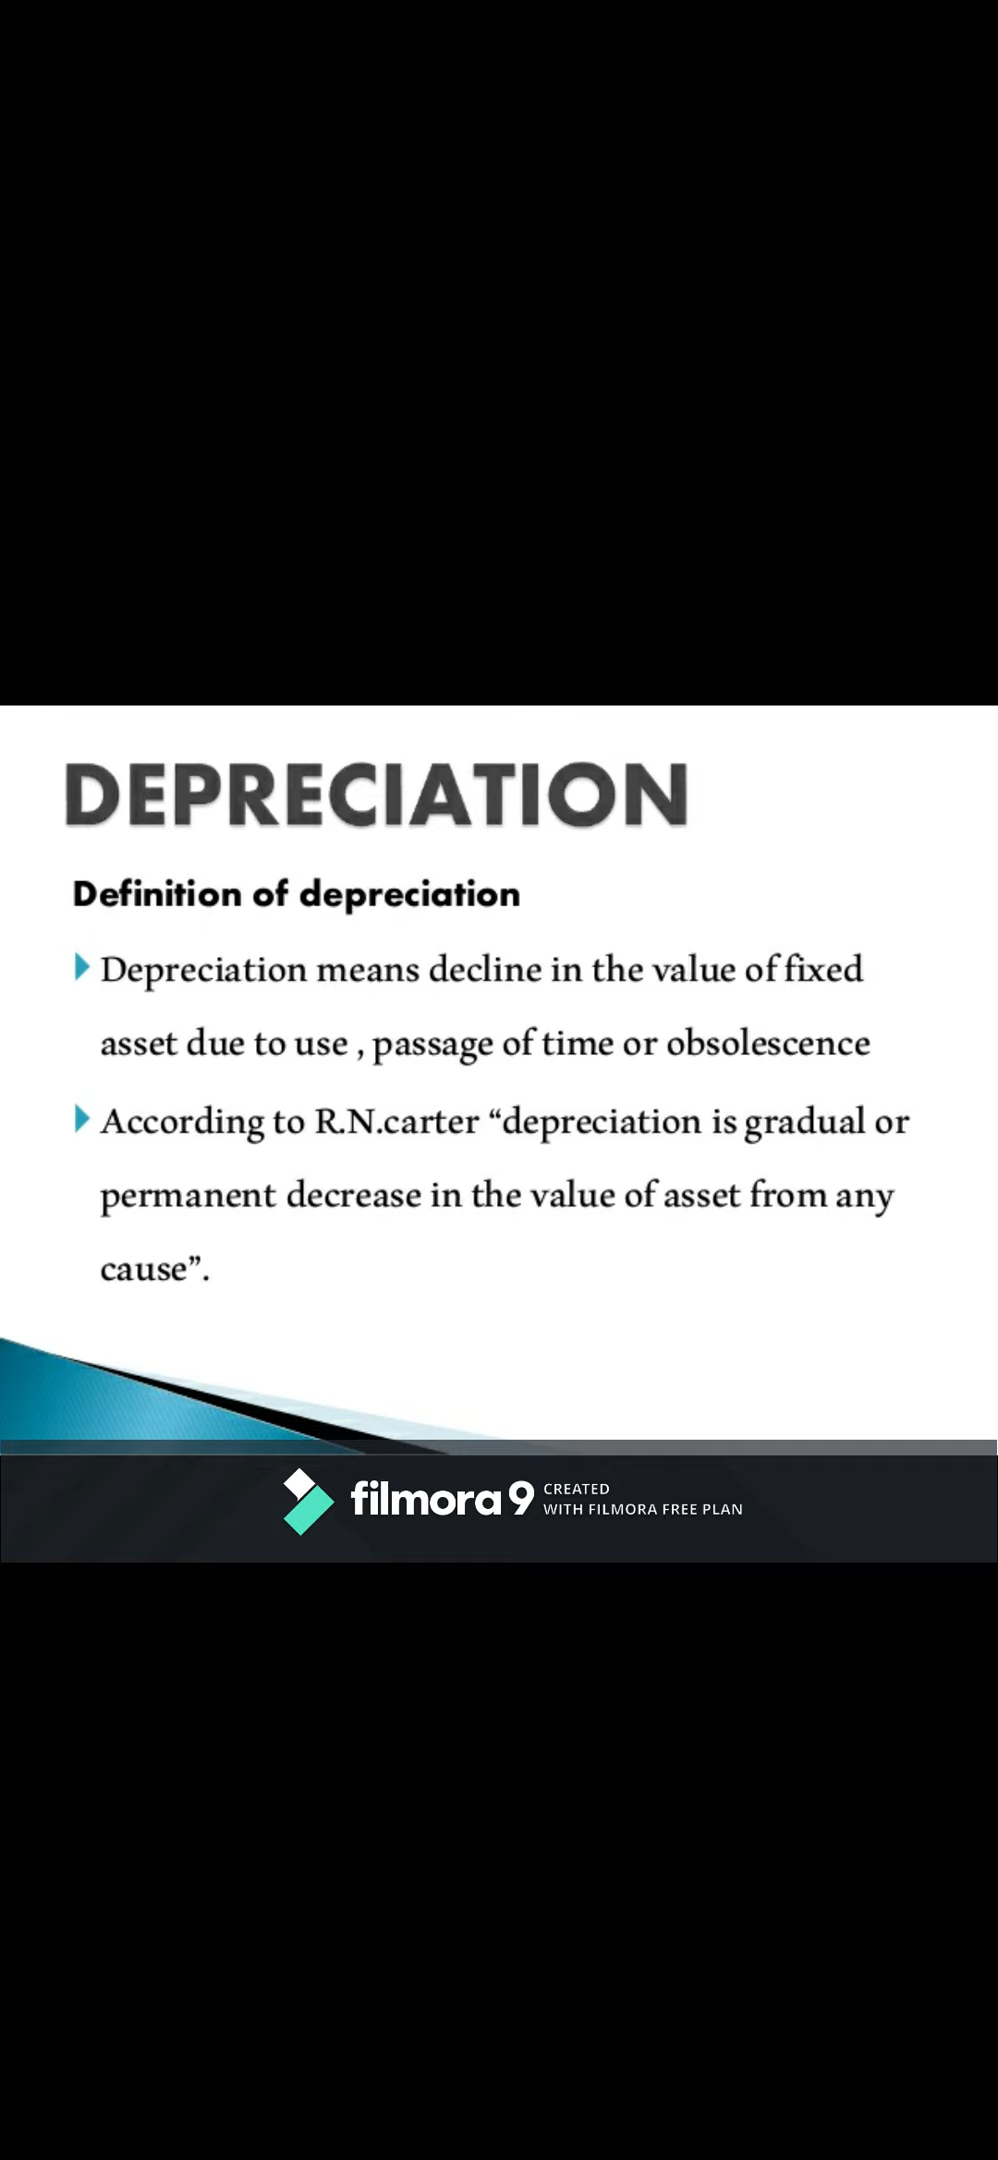 DEPRECIATION
Definition of depreciation
Depreciation means decline in the value of fixed
asset due to use , passage of time or obsolescence
According to R.N.carter “depreciation is gradual or
permanent decrease in the value of asset from any
cause”.
filmora 9 CREATED
WITH FILMORA FREE PLAN